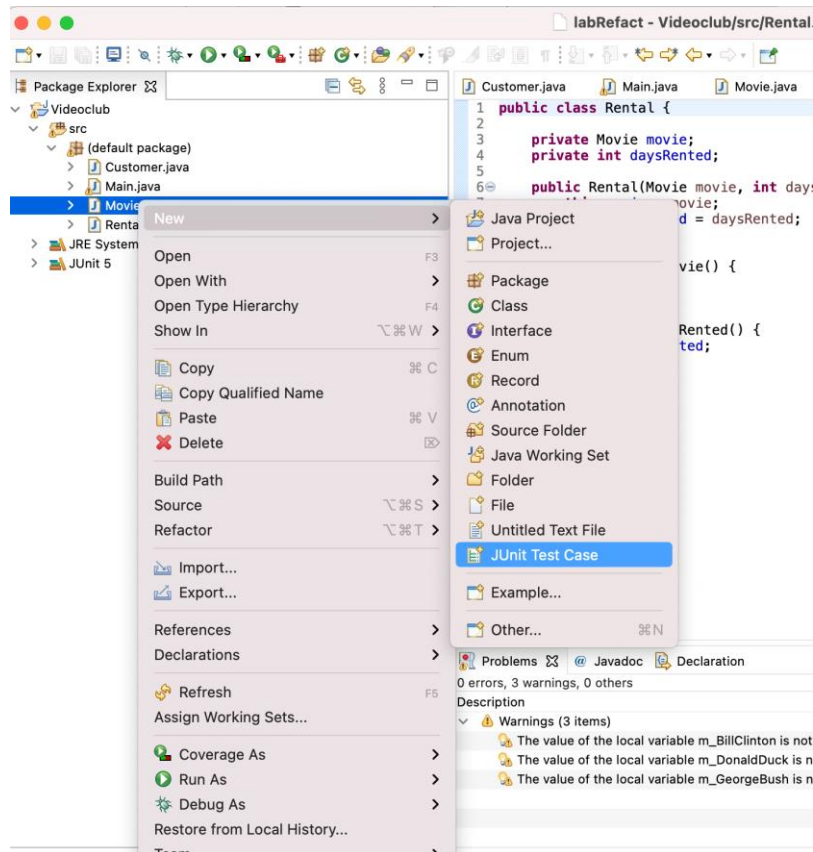 labRefact - Videoclub/src/Rental.
Package Explorer
Videoclub
src
(default package)
Customer.java
Main.java
Movie
Renta
JRE System
JUnit 5
Customer.java
Main.java
Movie.java
1 public class Rental {
2
3 private Movie movie;
4 private int daysRented;
5
6 public Rental(Movie movie, int days
ovie;
d = daysRented;
vie() {
Rented() {
ted;
New
Open F3
Open With
Open Type Hierarchy F4
Show In ⌥⌘W
Copy ⌘ C
Copy Qualified Name
Paste ⌘ V
Delete ⌦
Build Path
Source ⌥⌘S
Refactor ⌥⌘T
Import...
Export...
References
Declarations
Refresh F5
Assign Working Sets...
Coverage As
Run As
Debug As
Restore from Local History...
Java Project
Project...
Package
Class
Interface
Enum
Record
Annotation
Source Folder
Java Working Set
Folder
File
Untitled Text File
JUnit Test Case
Example...
Other... ⌘N
Problems @ Javadoc Declaration
0 errors, 3 warnings, 0 others
Description
Warnings (3 items)
The value of the local variable m_BillClinton is not
The value of the local variable m_DonaldDuck is n
The value of the local variable m_GeorgeBush is n